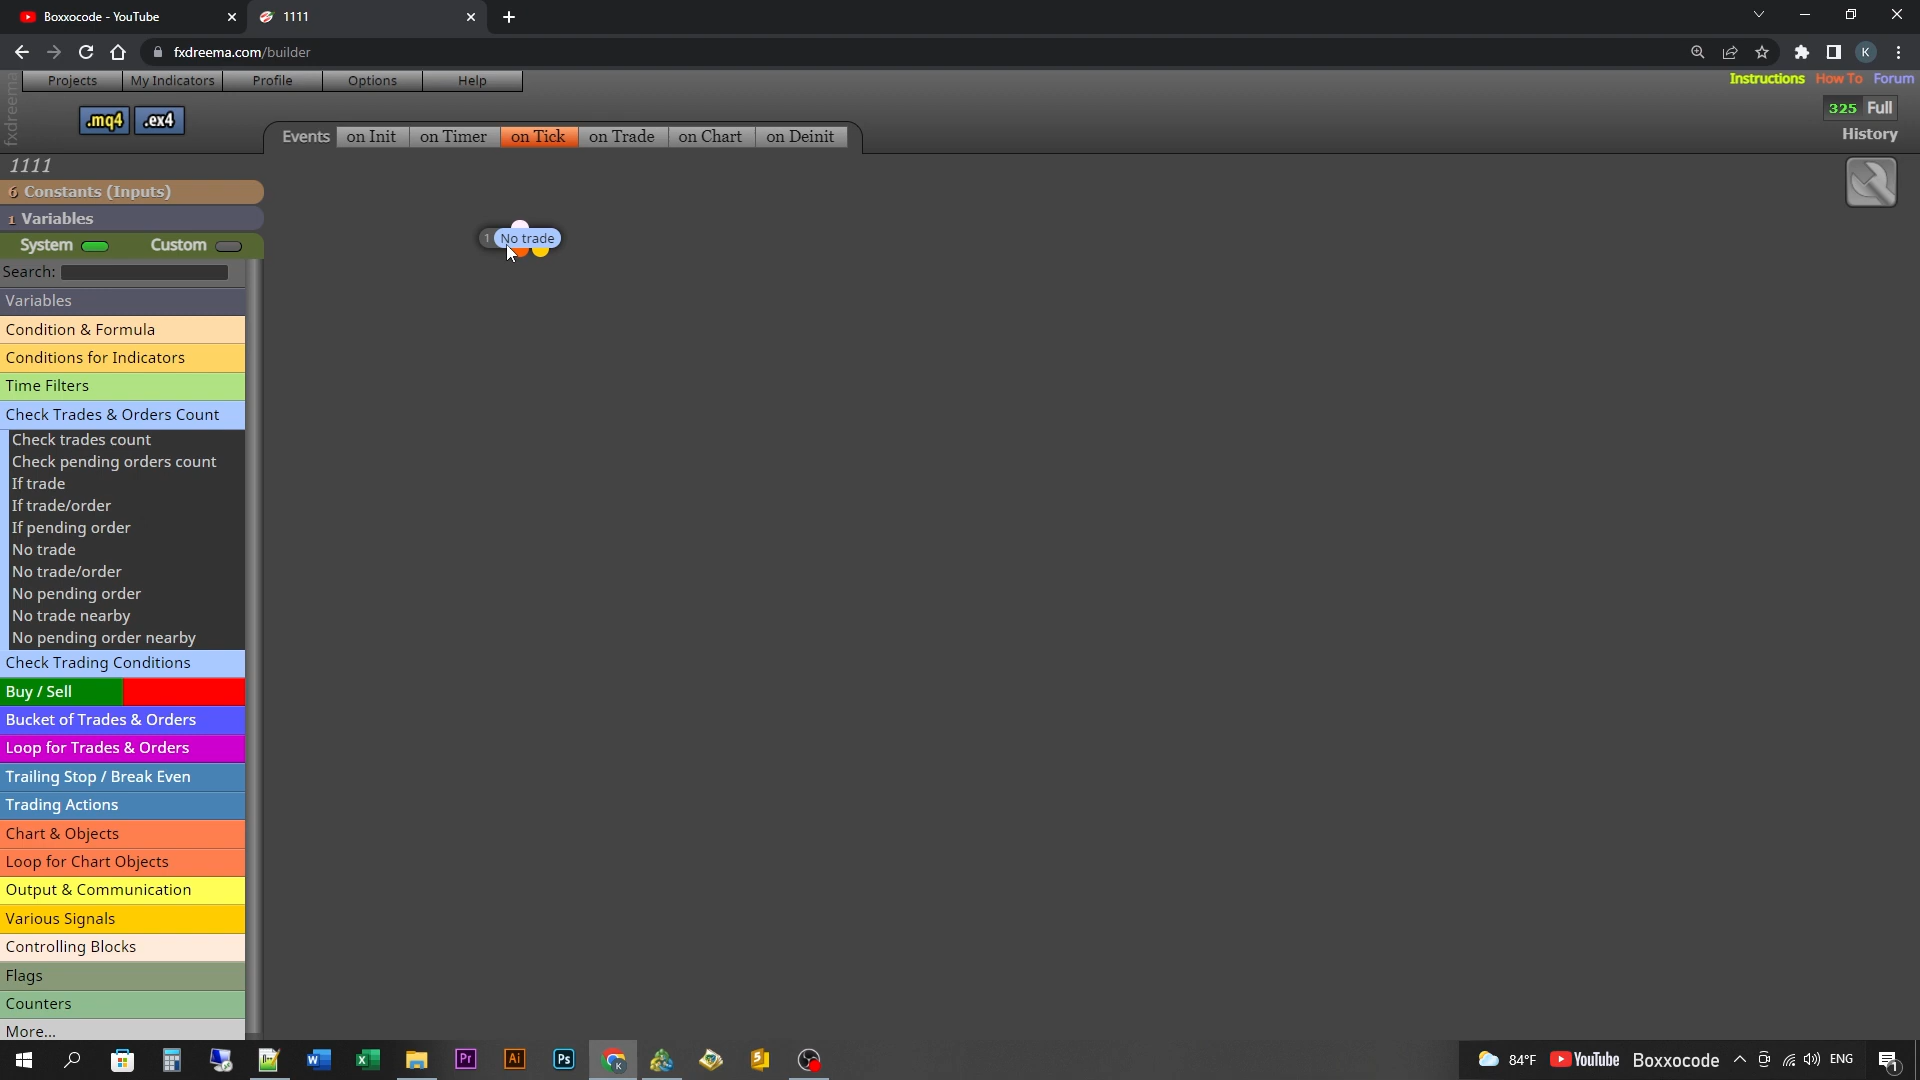 Boxxocode - YouTube
1111
fxdreema.com/builder
K
Projects My Indicators Profile Options Help
Instructions How To Forum
fxdreema
.mq4 .ex4
325 Full
History
Events on Init on Timer on Tick on Trade on Chart on Deinit
1111
6 Constants (Inputs)
1 Variables
System Custom
Search:
1 No trade
Variables
Condition & Formula
Conditions for Indicators
Time Filters
Check Trades & Orders Count
Check trades count
Check pending orders count
If trade
If trade/order
If pending order
No trade
No trade/order
No pending order
No trade nearby
No pending order nearby
Check Trading Conditions
Buy / Sell
Bucket of Trades & Orders
Loop for Trades & Orders
Trailing Stop / Break Even
Trading Actions
Chart & Objects
Loop for Chart Objects
Output & Communication
Various Signals
Controlling Blocks
Flags
Counters
More...
Pr Ai Ps K 5
84°F YouTube Boxxocode ENG 1